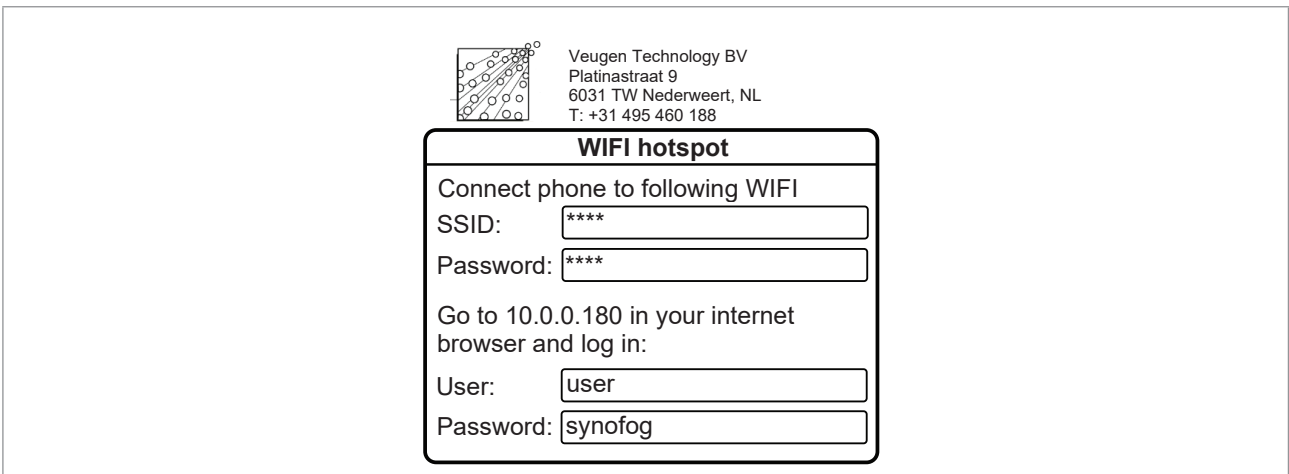 Veugen Technology BV
Platinastraat 9
6031 TW Nederweert, NL
T: +31 495 460 188
WIFI hotspot
Connect phone to following WIFI
SSID: ****
Password: ****
Go to 10.0.0.180 in your internet
browser and log in:
User: user
Password: synofog